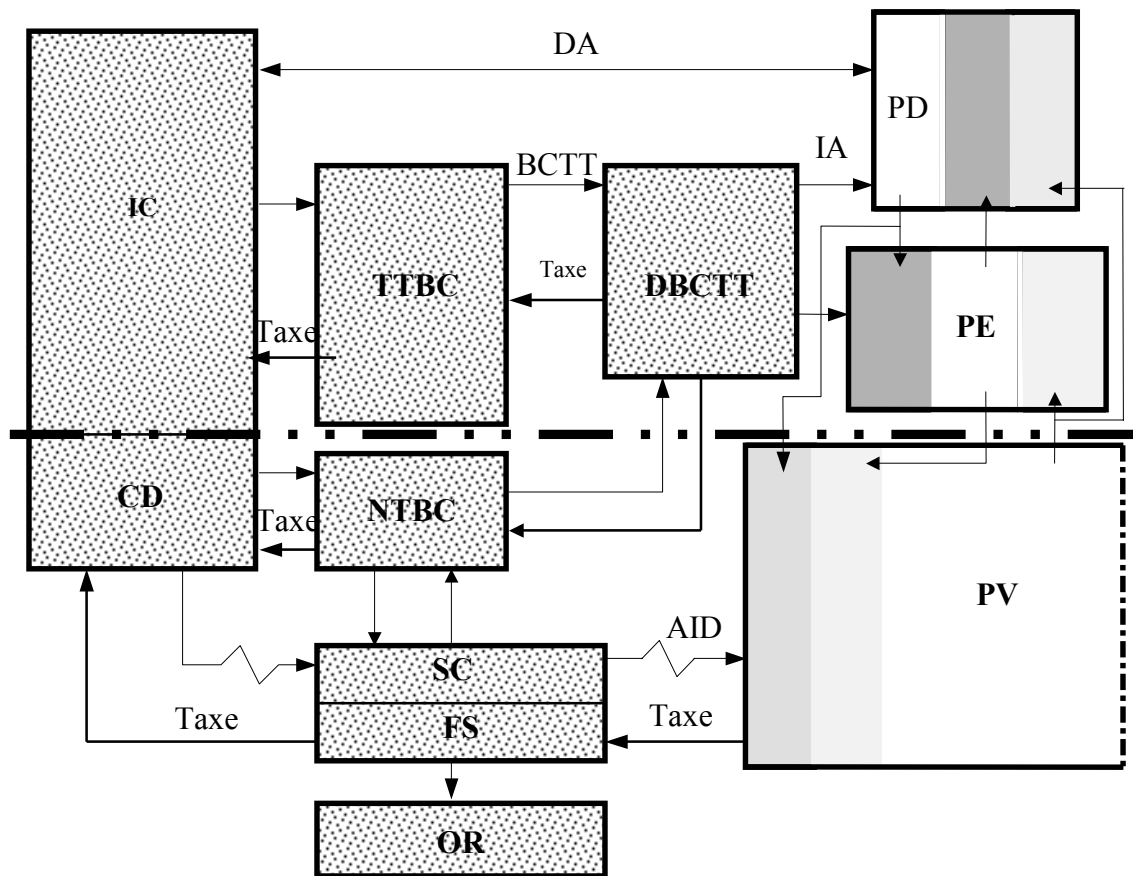 DA
PD
BCTT
IA
IC
TTBC
Taxe
DBCTT
PE
Taxe
CD
Taxe
NTBC
PV
AID
SC
Taxe
FS
Taxe
OR